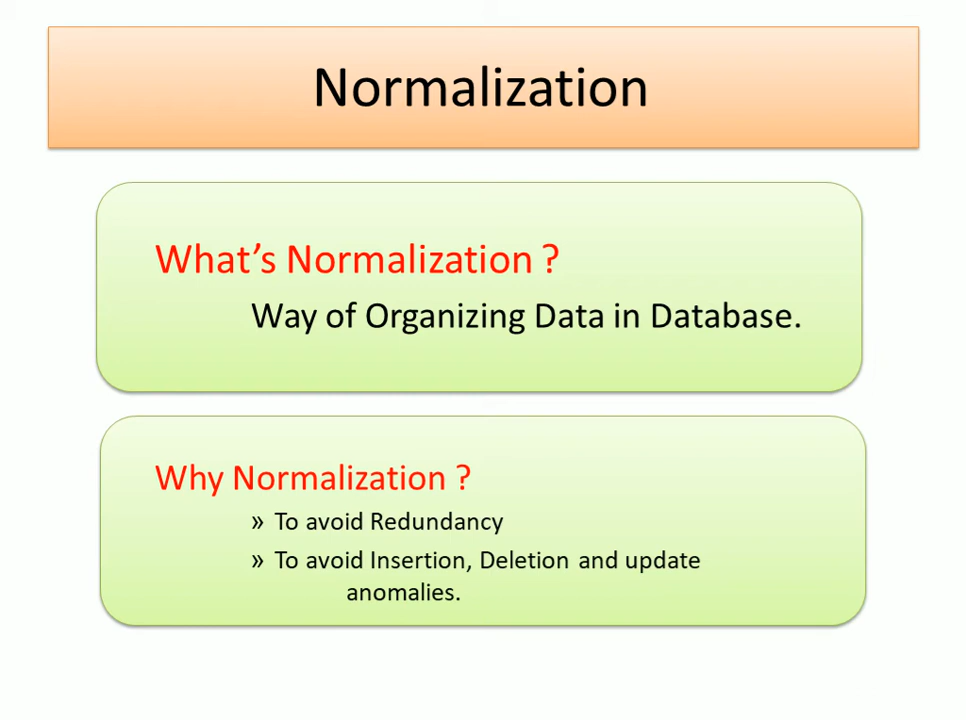 Normalization
What’s Normalization ?
Way of Organizing Data in Database.
Why Normalization ?
» To avoid Redundancy
» To avoid Insertion, Deletion and update
anomalies.